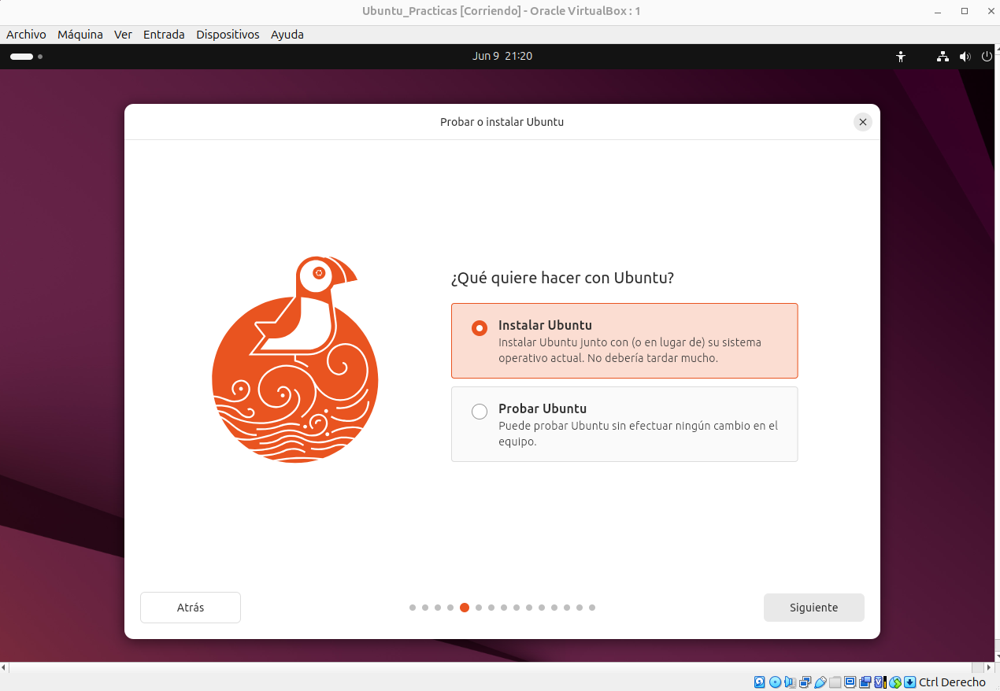 Ubuntu_Practicas [Corriendo] - Oracle VirtualBox : 1
Archivo Máquina Ver Entrada Dispositivos Ayuda
Jun 9 21:20
Probar o instalar Ubuntu
¿Qué quiere hacer con Ubuntu?
Instalar Ubuntu
Instalar Ubuntu junto con (o en lugar de) su sistema
operativo actual. No debería tardar mucho.
Probar Ubuntu
Puede probar Ubuntu sin efectuar ningún cambio en el
equipo.
Atrás
Siguiente
Ctrl Derecho